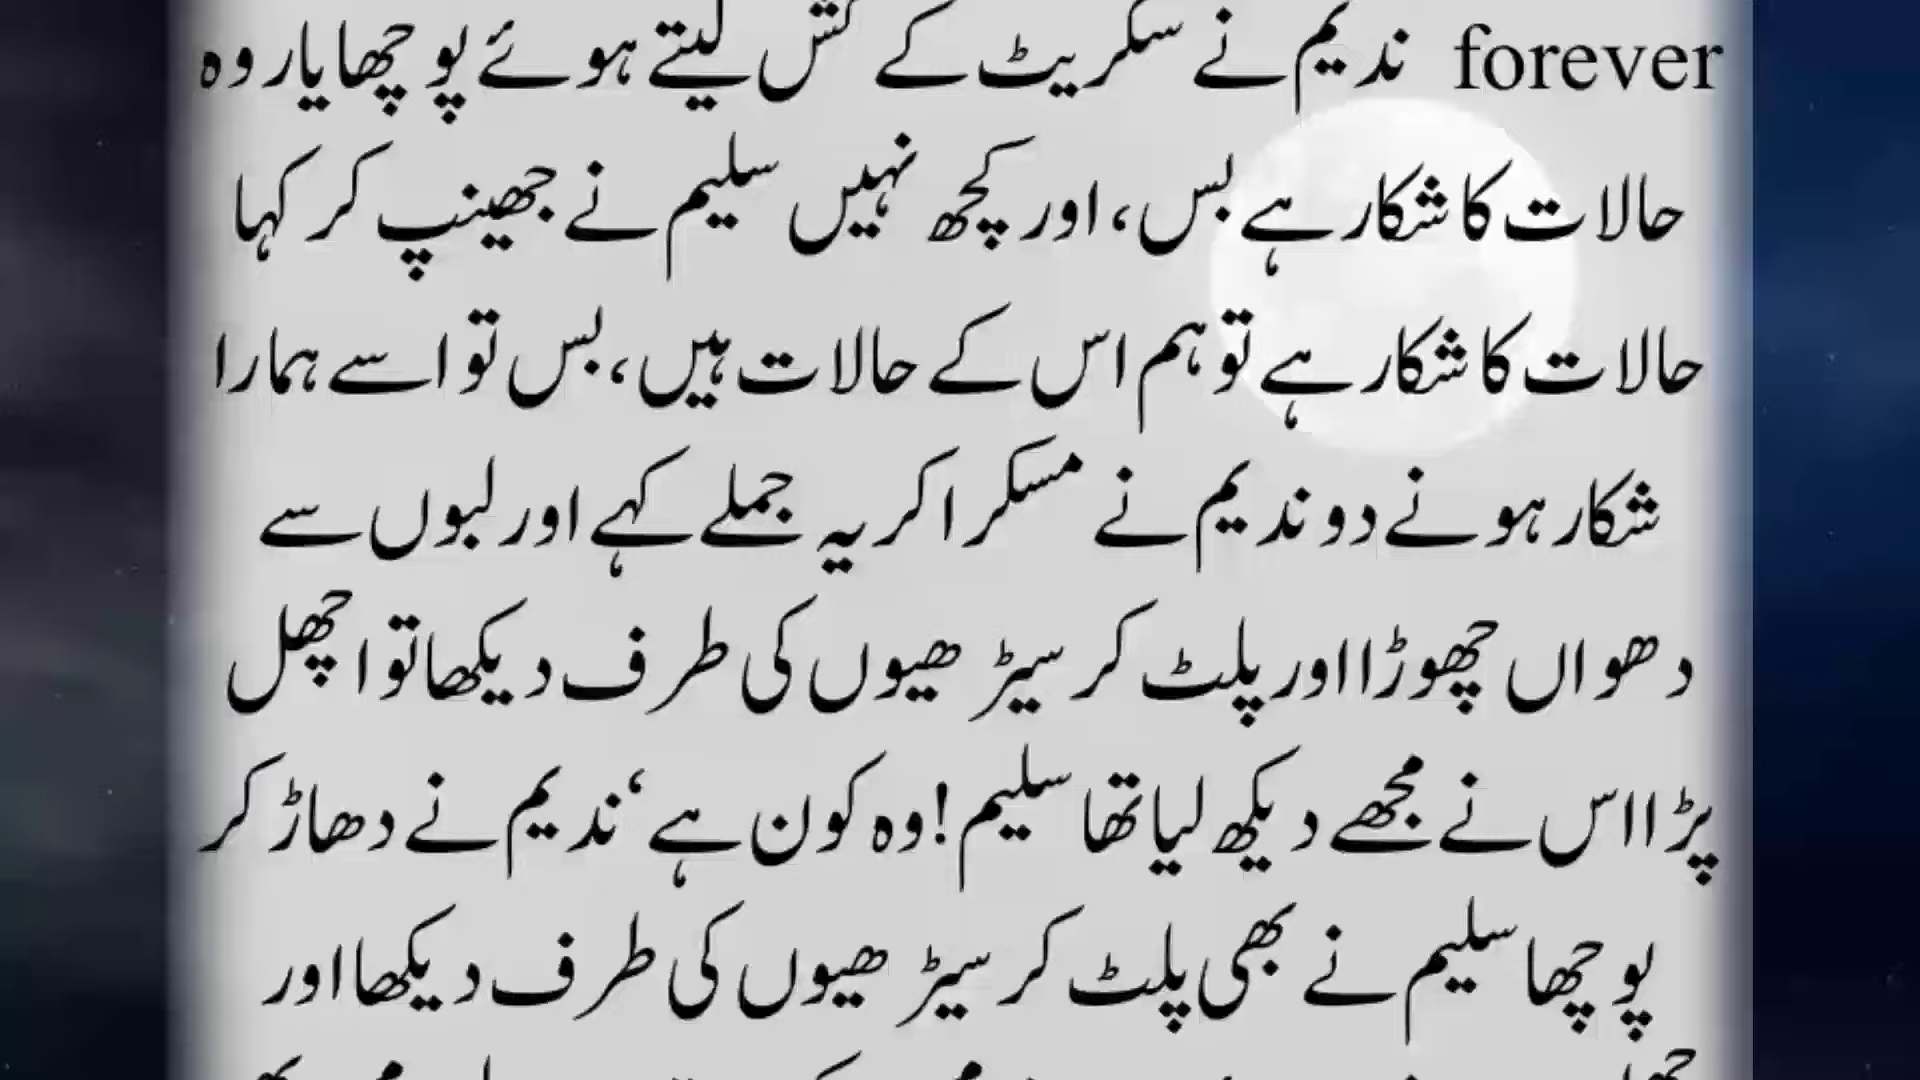 forever ندیم نے سگریٹ کے کش لیتے ہوئے پوچھا یار وہ
حالات کا شکار ہے بس، اور کچھ نہیں سلیم نے جھینپ کر کہا
حالات کا شکار ہے تو ہم اس کے حالات ہیں، بس تو اسے ہمارا
شکار ہونے دو ندیم نے مسکرا کر یہ جملے کہے اور لبوں سے
دھواں چھوڑا اور پلٹ کر سیڑھیوں کی طرف دیکھا تو اچھل
پڑا اس نے مجھے دیکھ لیا تھا سلیم! وہ کون ہے‘ ندیم نے دھاڑ کر
پوچھا سلیم نے بھی پلٹ کر سیڑھیوں کی طرف دیکھا اور